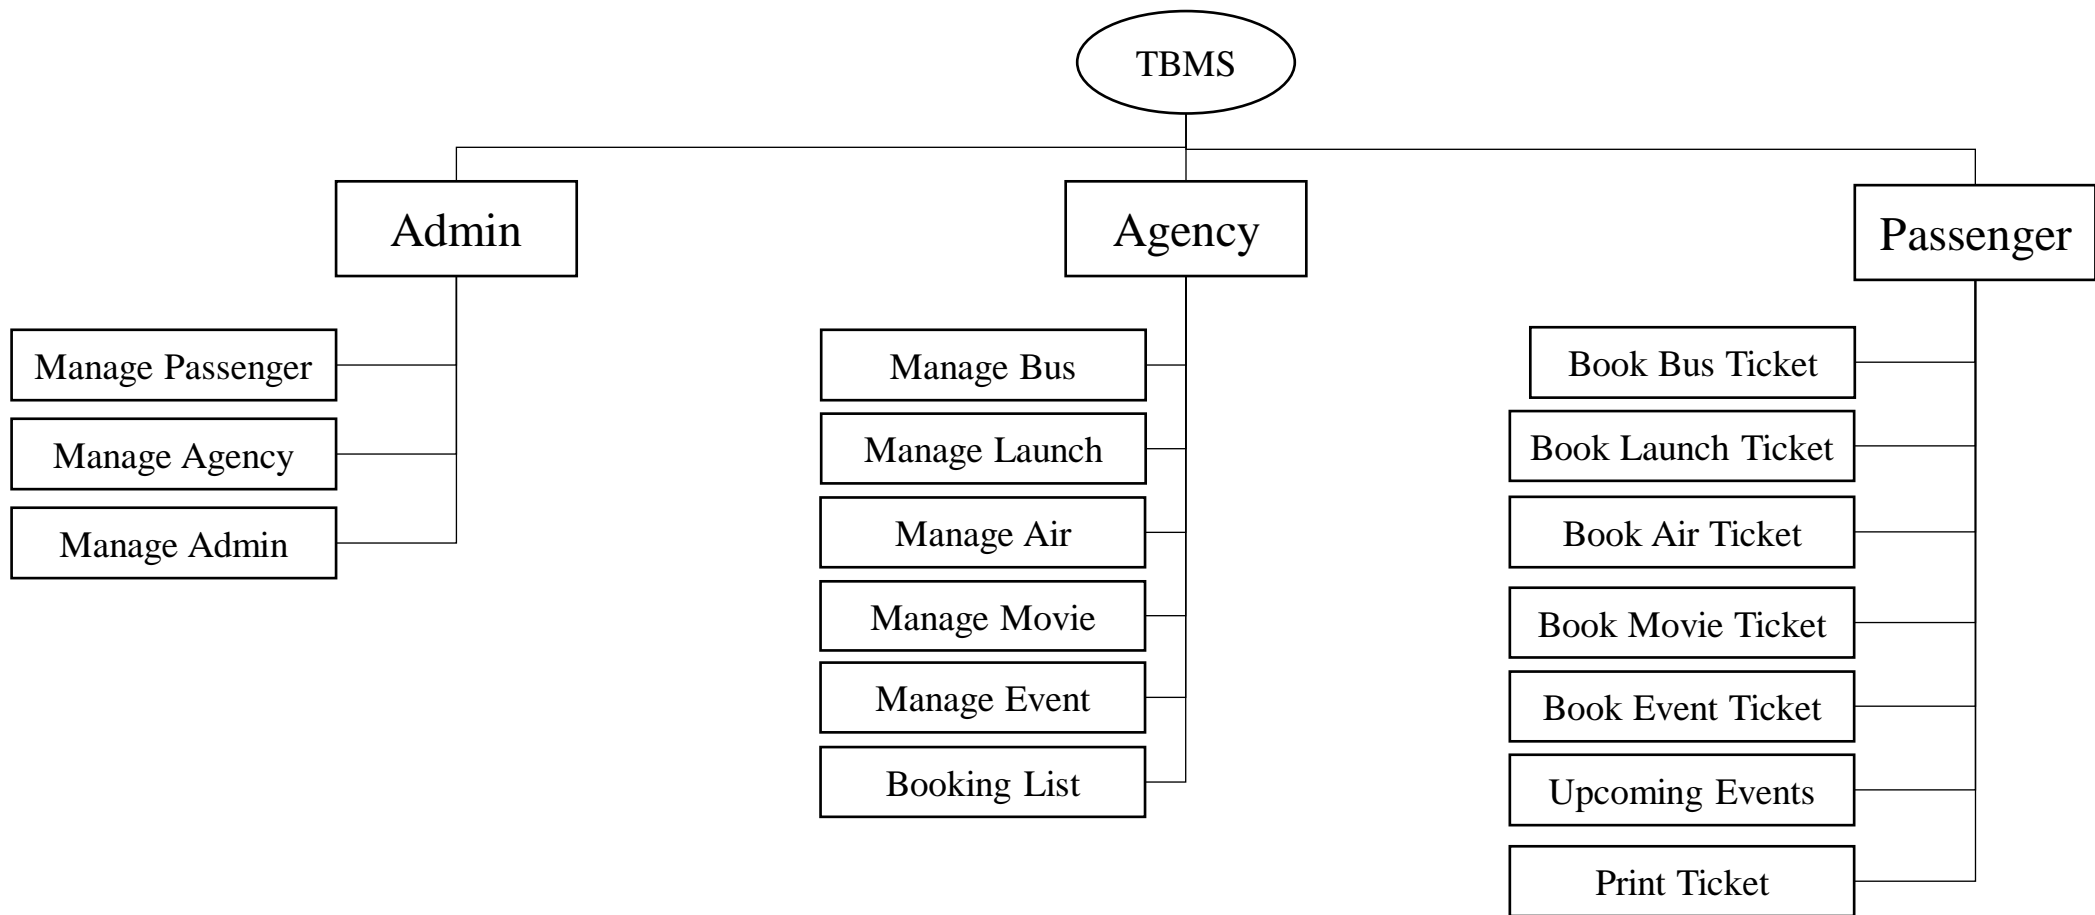 TBMS
Admin
Agency
Passenger
Manage Passenger
Manage Agency
Manage Admin
Manage Bus
Manage Launch
Manage Air
Manage Movie
Manage Event
Booking List
Book Bus Ticket
Book Launch Ticket
Book Air Ticket
Book Movie Ticket
Book Event Ticket
Upcoming Events
Print Ticket